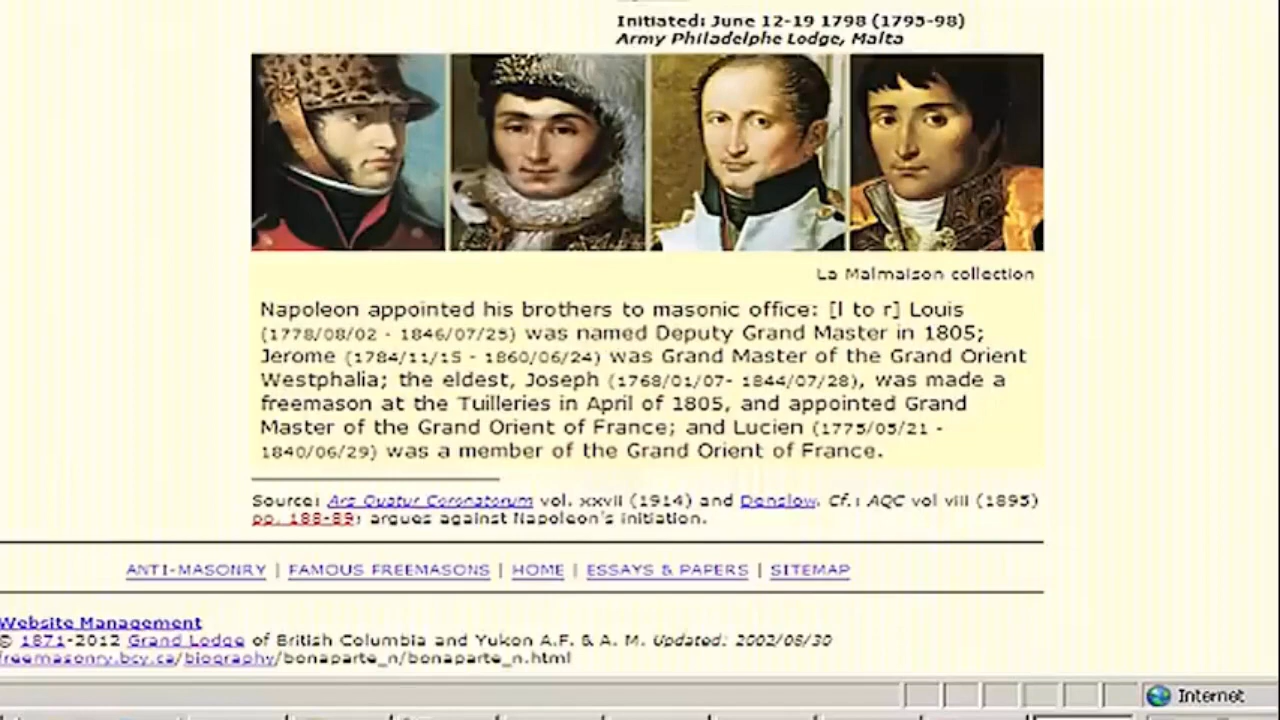 Initiated: June 12-19 1798 (1795-98)
Army Philadelphe Lodge, Malta
La Malmaison collection
Napoleon appointed his brothers to masonic office: [l to r] Louis
(1778/08/02 - 1846/07/25) was named Deputy Grand Master in 1805;
Jerome (1784/11/15 - 1860/06/24) was Grand Master of the Grand Orient
Westphalia; the eldest, Joseph (1768/01/07- 1844/07/28), was made a
freemason at the Tuilleries in April of 1805, and appointed Grand
Master of the Grand Orient of France; and Lucien (1775/05/21 -
1840/06/29) was a member of the Grand Orient of France.
Source: Ars Quatur Coronatorum vol. xxvii (1914) and Denslow. Cf.: AQC vol viii (1895)
pp. 188-89: argues against Napoleon's initiation.
ANTI-MASONRY | FAMOUS FREEMASONS | HOME | ESSAYS & PAPERS | SITEMAP
Website Management
© 1871-2012 Grand Lodge of British Columbia and Yukon A.F. & A. M. Updated: 2002/06/30
freemasonry.bcy.ca/biography/bonaparte_n/bonaparte_n.html
Internet